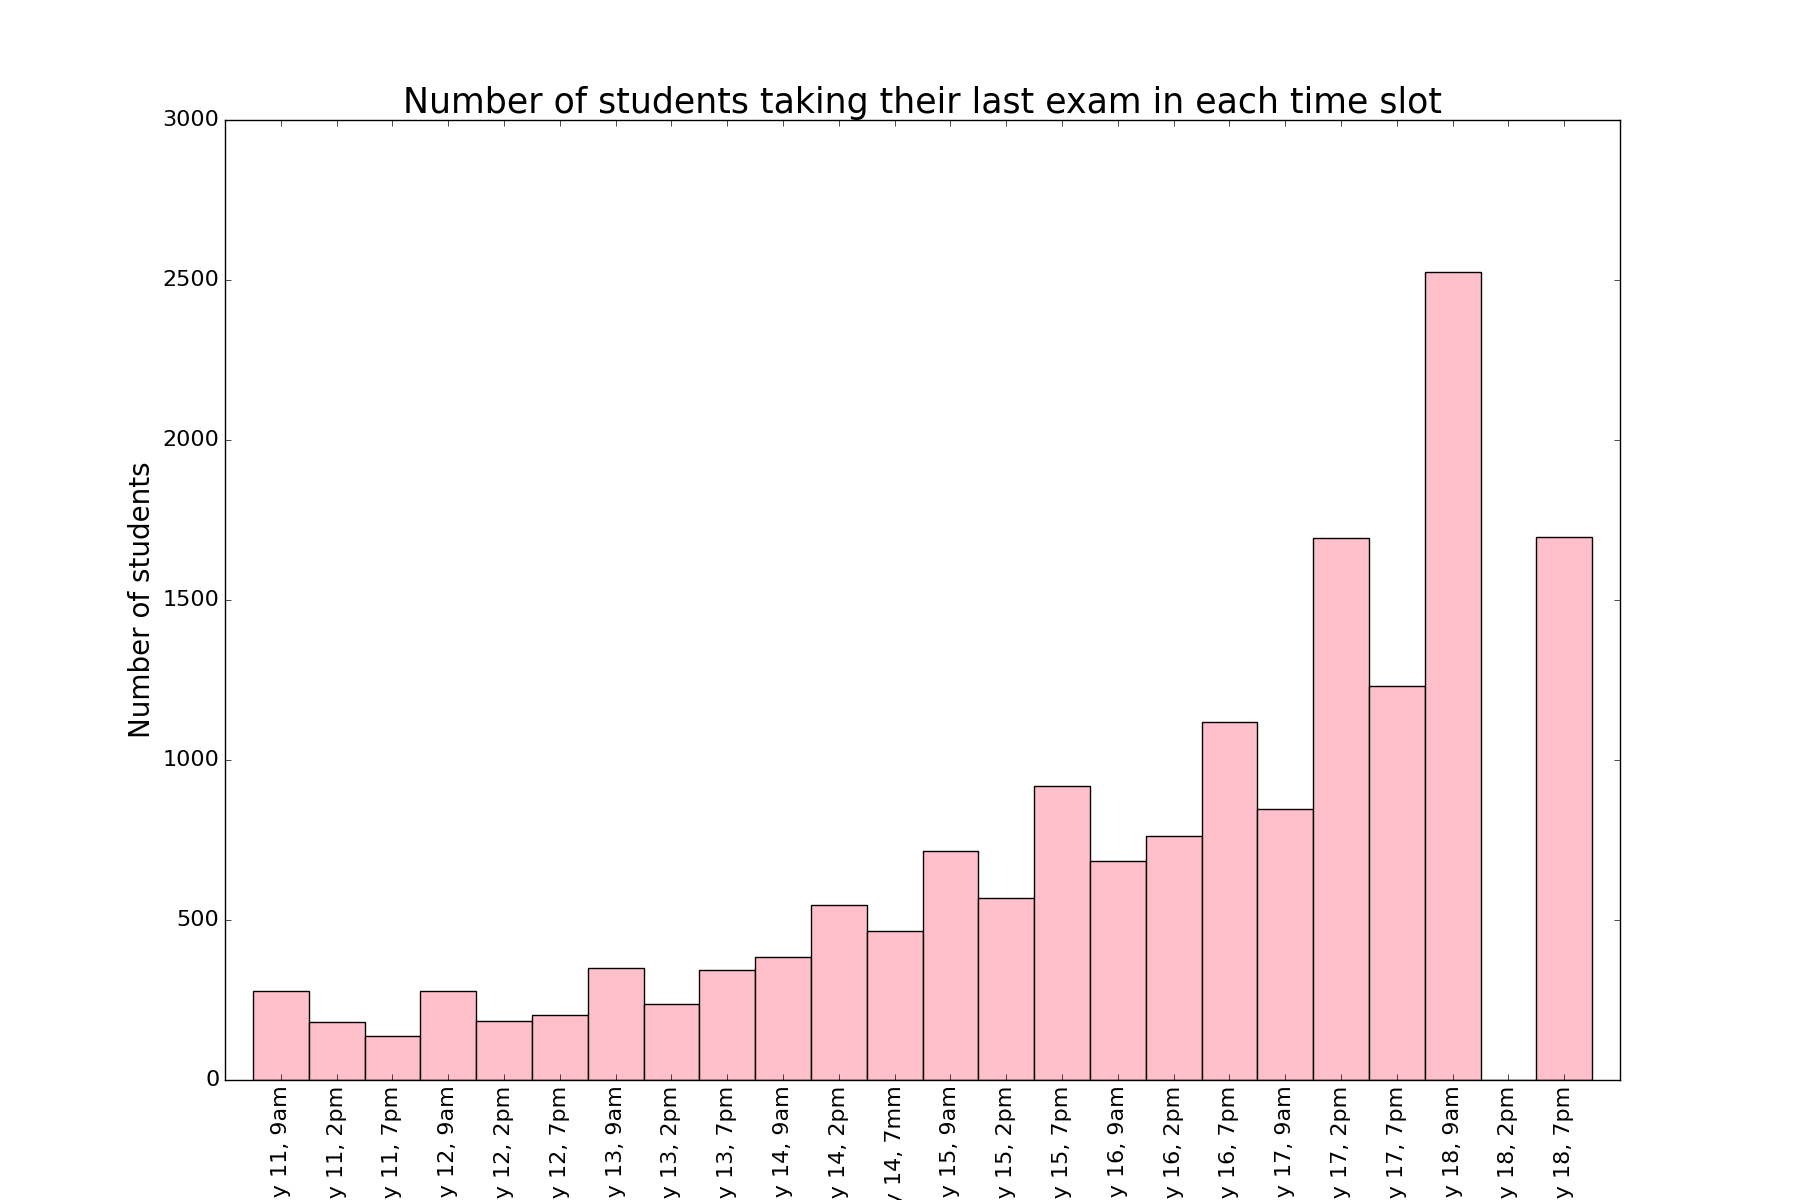 Number of students taking their last exam in each time slot
Number of students
3000
2500
2000
1500
1000
500
0
y 11, 9am
y 11, 2pm
y 11, 7pm
y 12, 9am
y 12, 2pm
y 12, 7pm
y 13, 9am
y 13, 2pm
y 13, 7pm
y 14, 9am
y 14, 2pm
y 14, 7mm
y 15, 9am
y 15, 2pm
y 15, 7pm
y 16, 9am
y 16, 2pm
y 16, 7pm
y 17, 9am
y 17, 2pm
y 17, 7pm
y 18, 9am
y 18, 2pm
y 18, 7pm